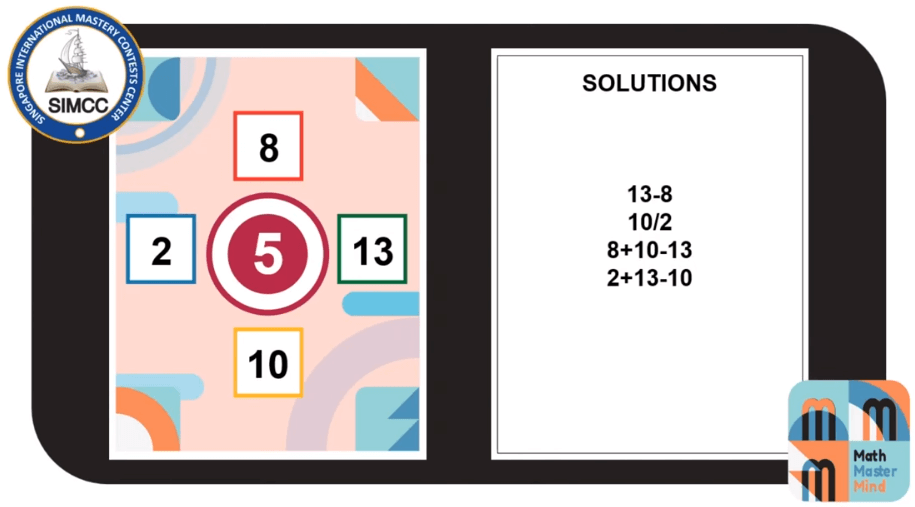 SINGAPORE INTERNATIONAL MASTERY CONTESTS CENTER
SIMCC
8
2
5
13
10
SOLUTIONS
13-8
10/2
8+10-13
2+13-10
Math
Master
Mind